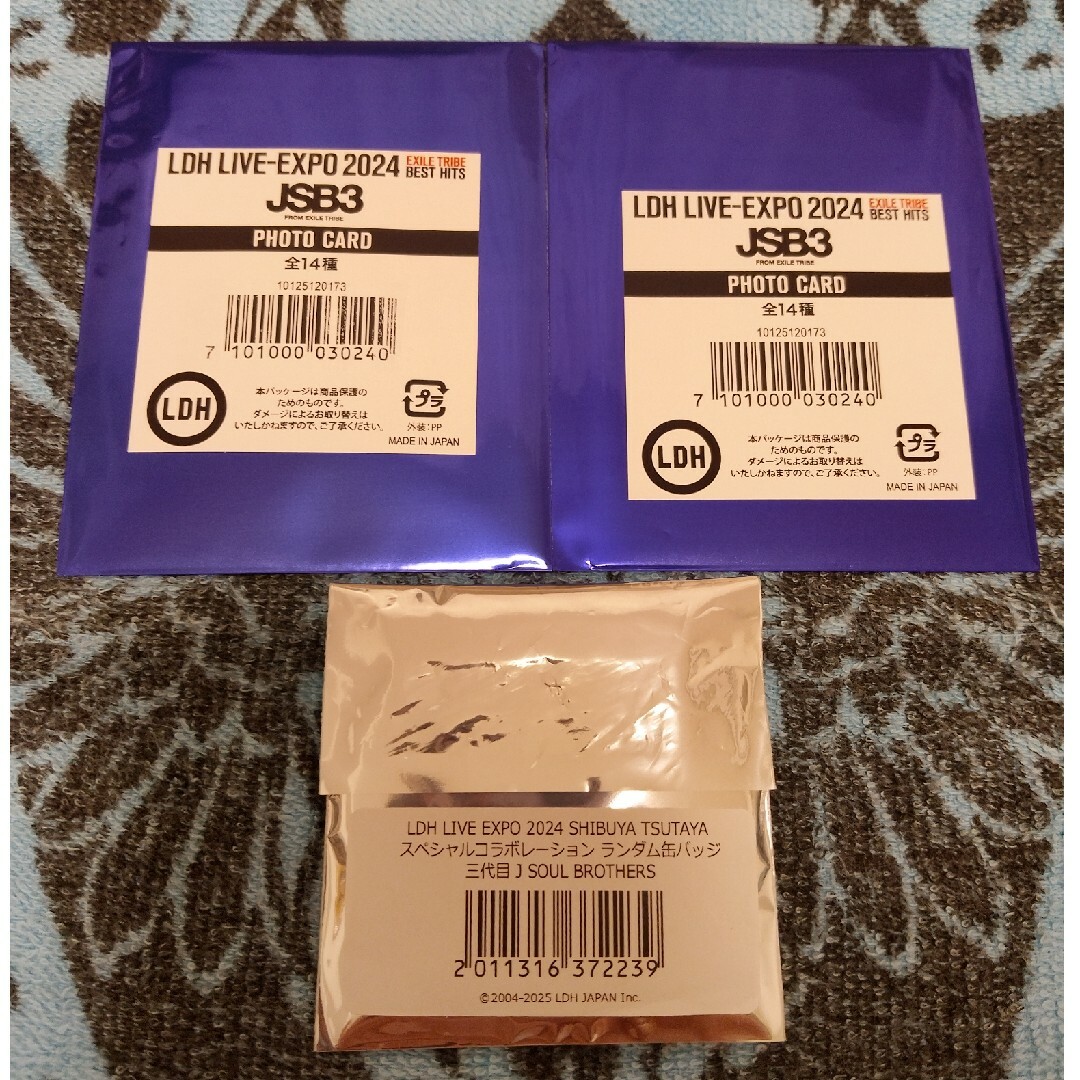 LDH LIVE-EXPO 2024 EXILE TRIBE BEST HITS
JSB3
FROM EXILE TRIBE
PHOTO CARD
全14種
10125120173
7 101000 030240
LDH
本パッケージは商品保護の
ためのものです。
ダメージによるお取り替えは
いたしかねますので、ご了承ください。
プラ
外装:PP
MADE IN JAPAN
LDH LIVE-EXPO 2024 EXILE TRIBE BEST HITS
JSB3
FROM EXILE TRIBE
PHOTO CARD
全14種
10125120173
7 101000 030240
LDH
本パッケージは商品保護の
ためのものです。
ダメージによるお取り替えは
いたしかねますので、ご了承ください。
プラ
外装:PP
MADE IN JAPAN
LDH LIVE EXPO 2024 SHIBUYA TSUTAYA
スペシャルコラボレーション ランダム缶バッジ
三代目 J SOUL BROTHERS
2 011316 372239
©2004-2025 LDH JAPAN Inc.